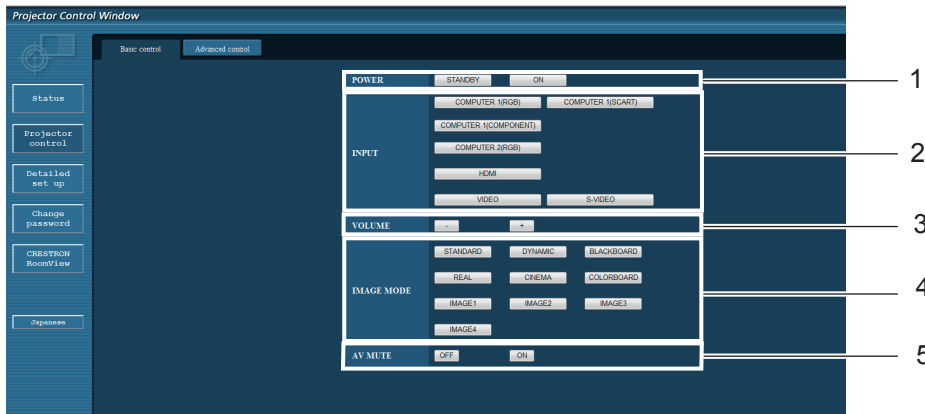 Projector Control Window
Basic control Advanced control
POWER STANDBY ON 1
Status
INPUT COMPUTER 1(RGB) COMPUTER 1(SCART) 2
COMPUTER 1(COMPONENT)
COMPUTER 2(RGB)
HDMI
VIDEO S-VIDEO
Projector
control
Detailed
set up
Change
password
VOLUME - + 3
CRESTRON
RoomView
IMAGE MODE STANDARD DYNAMIC BLACKBOARD 4
REAL CINEMA COLORBOARD
IMAGE1 IMAGE2 IMAGE3
IMAGE4
Japanese
AV MUTE OFF ON 5